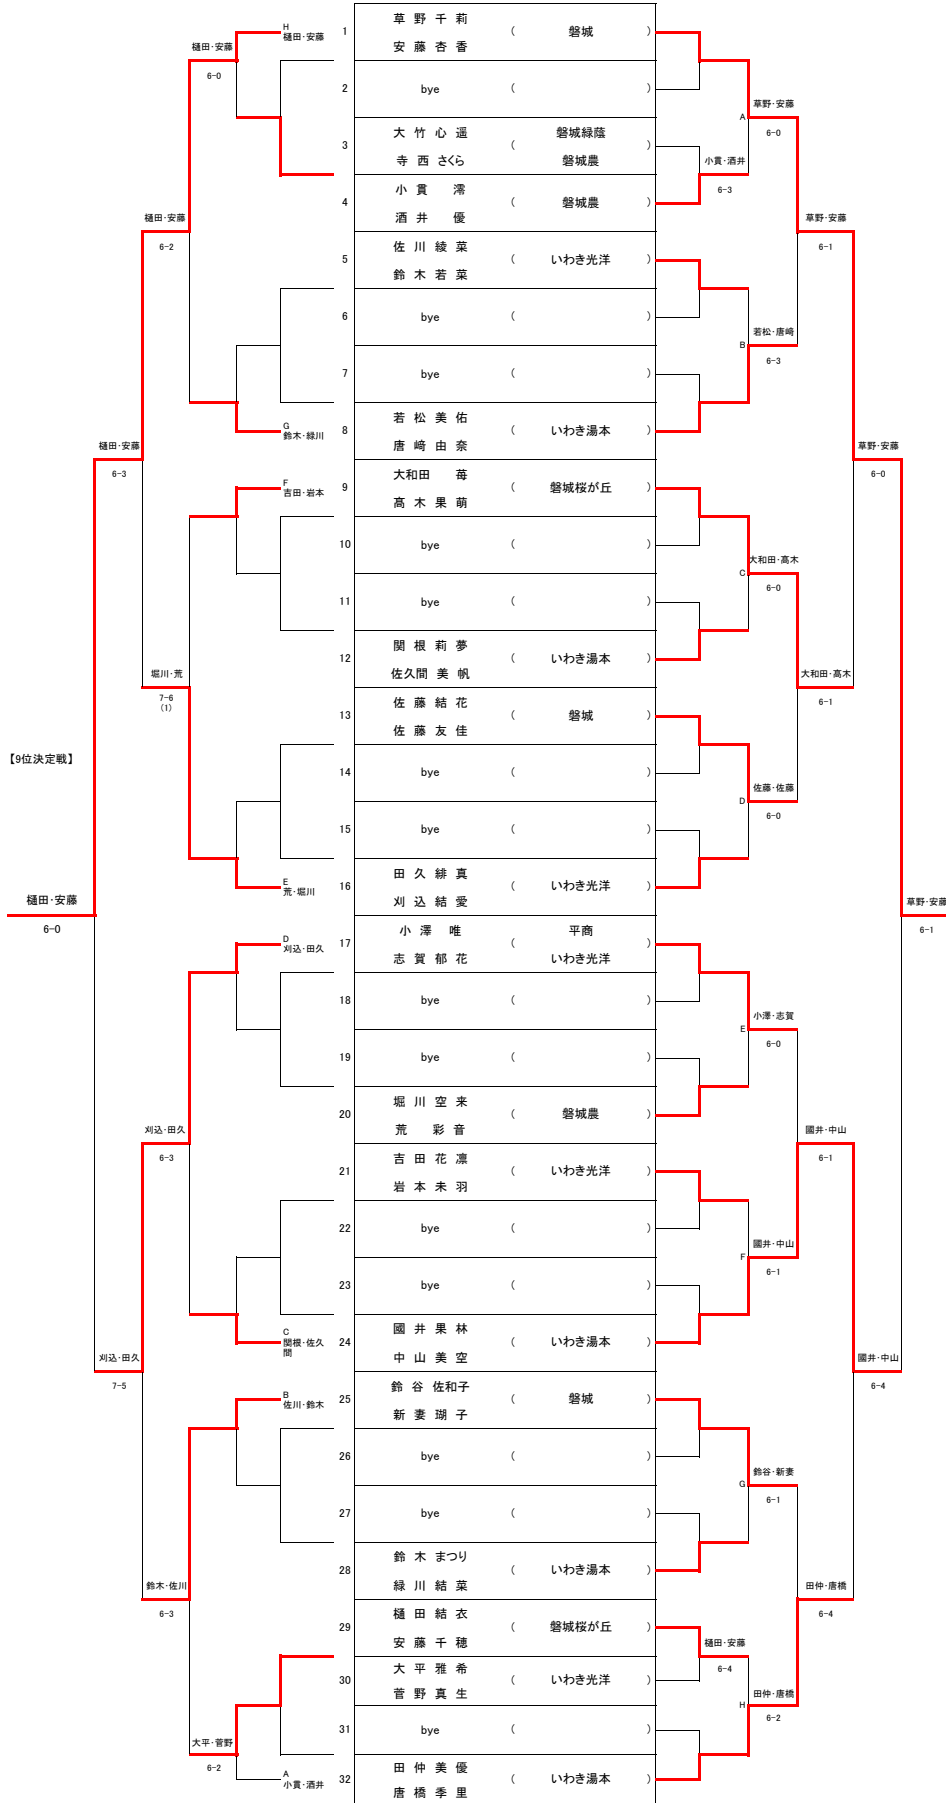 草野千莉
H
樋田・安藤
1
( 磐城 )
樋田・安藤
安藤杏香
6-0
2 bye ( )
草野・安藤
A
6-0
大竹心遥 磐城緑蔭
3 ( )
寺西さくら 磐城農
小貫・酒井
6-3
小貫 澪
4 ( 磐城農 )
酒井 優
樋田・安藤
6-2
草野・安藤
6-1
佐川綾菜
5 ( いわき光洋 )
鈴木若菜
6 bye ( )
若松・唐﨑
B
6-3
7 bye ( )
若松美佑
G
鈴木・緑川
8 ( いわき湯本 )
唐﨑由奈
樋田・安藤
6-3
草野・安藤
6-0
大和田 苺
F
吉田・岩本
9 ( 磐城桜が丘 )
髙木果萌
10 bye ( )
大和田・髙木
C
6-0
11 bye ( )
関根莉夢
12 ( いわき湯本 )
佐久間美帆
堀川・荒
7-6
(1)
大和田・髙木
6-1
佐藤結花
13 ( 磐城 )
佐藤友佳
【9位決定戦】
14 bye ( )
佐藤・佐藤
D
6-0
15 bye ( )
田久緋真
E
荒・堀川
16 ( いわき光洋 )
刈込結愛
樋田・安藤
6-0
草野・安藤
6-1
小澤 唯 平商
D
刈込・田久
17 ( )
志賀郁花 いわき光洋
18 bye ( )
小澤・志賀
E
6-0
19 bye ( )
堀川空来
20 ( 磐城農 )
荒 彩音
刈込・田久
6-3
國井・中山
6-1
吉田花凛
21 ( いわき光洋 )
岩本未羽
22 bye ( )
國井・中山
F
6-1
23 bye ( )
國井果林
C
関根・佐久
間
24 ( いわき湯本 )
中山美空
刈込・田久
7-5
國井・中山
6-4
鈴谷佐和子
B
佐川・鈴木
25 ( 磐城 )
新妻瑚子
26 bye ( )
鈴谷・新妻
G
6-1
27 bye ( )
鈴木まつり
28 ( いわき湯本 )
緑川結菜
鈴木・佐川
6-3
田仲・唐橋
6-4
樋田結衣
29 ( 磐城桜が丘 )
安藤千穂
樋田・安藤
6-4
大平雅希
30 ( いわき光洋 )
菅野真生
田仲・唐橋
H
6-2
31 bye ( )
大平・菅野
6-2
田仲美優
A
小貫・酒井
32 ( いわき湯本 )
唐橋季里